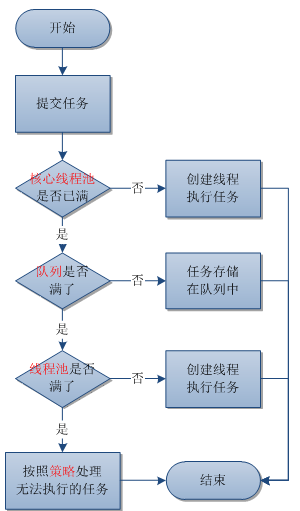 开始
提交任务
核心线程池
是否已满
否
创建线程
执行任务
是
队列是否
满了
否
任务存储
在队列中
是
线程池是否
满了
否
创建线程
执行任务
是
按照策略处理
无法执行的任务
结束